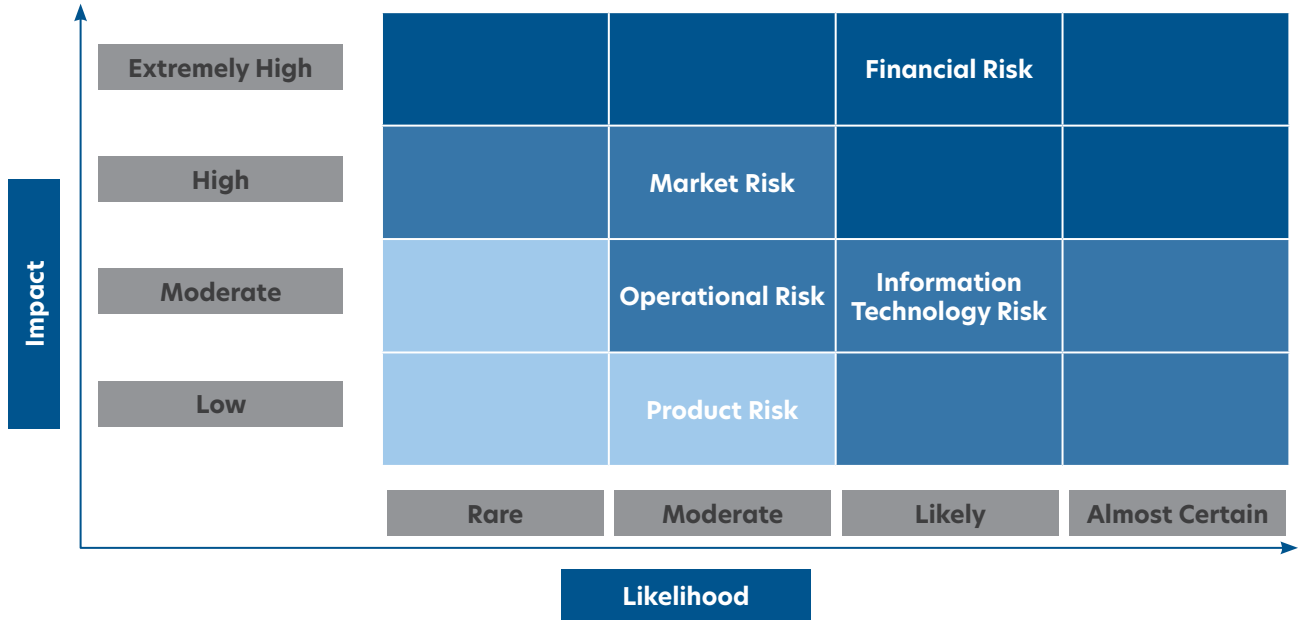 Impact
Extremely High
Financial Risk
High
Market Risk
Moderate
Operational Risk
Information
Technology Risk
Low
Product Risk
Rare
Moderate
Likely
Almost Certain
Likelihood